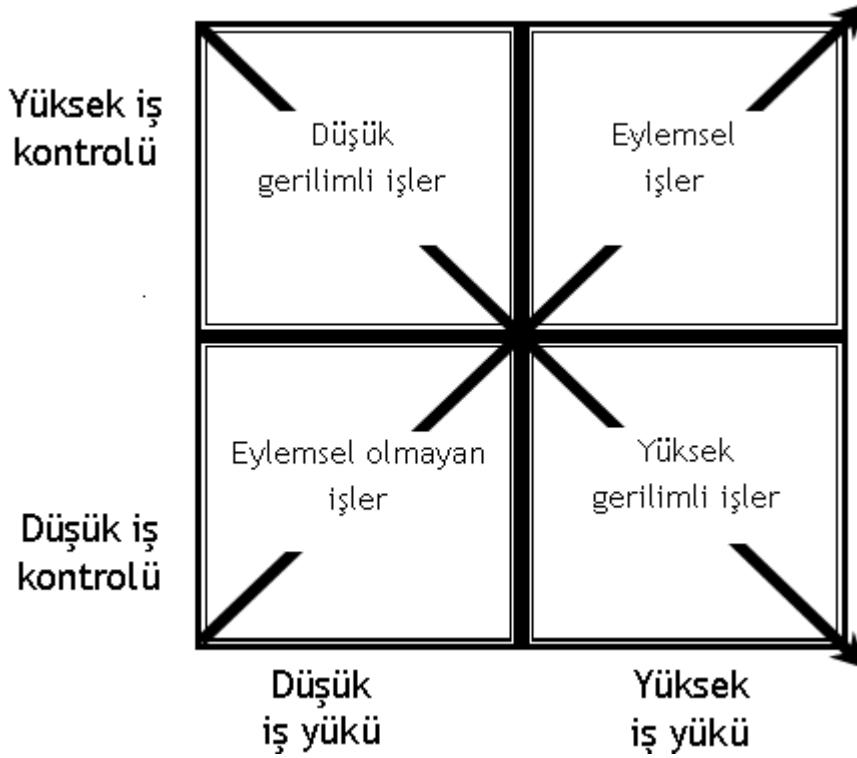 Yüksek iş
kontrolü
Düşük
gerilimli işler
Eylemsel
işler
Düşük iş
kontrolü
Eylemsel olmayan
işler
Yüksek
gerilimli işler
Düşük
iş yükü
Yüksek
iş yükü